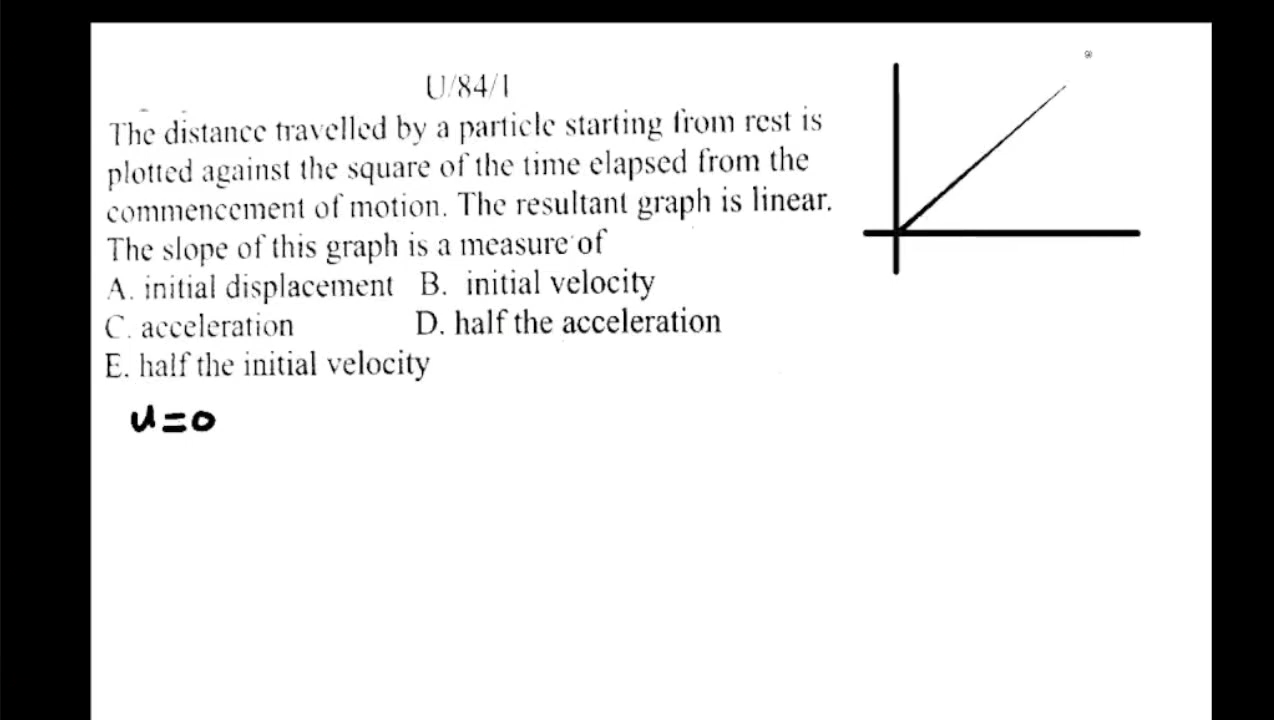 U/84/1
The distance travelled by a particle starting from rest is
plotted against the square of the time elapsed from the
commencement of motion. The resultant graph is linear.
The slope of this graph is a measure of
A. initial displacement B. initial velocity
C. acceleration D. half the acceleration
E. half the initial velocity
u=0